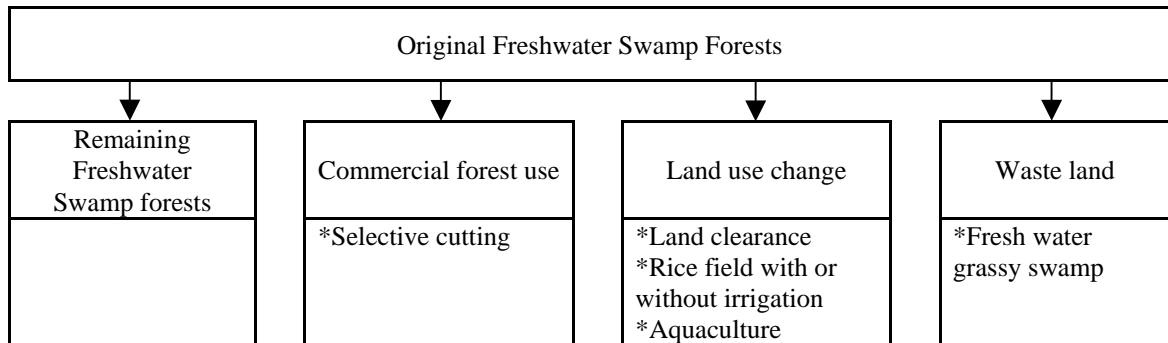 Original Freshwater Swamp Forests
Remaining
Freshwater
Swamp forests
Commercial forest use
*Selective cutting
Land use change
*Land clearance
*Rice field with or
without irrigation
*Aquaculture
Waste land
*Fresh water
grassy swamp